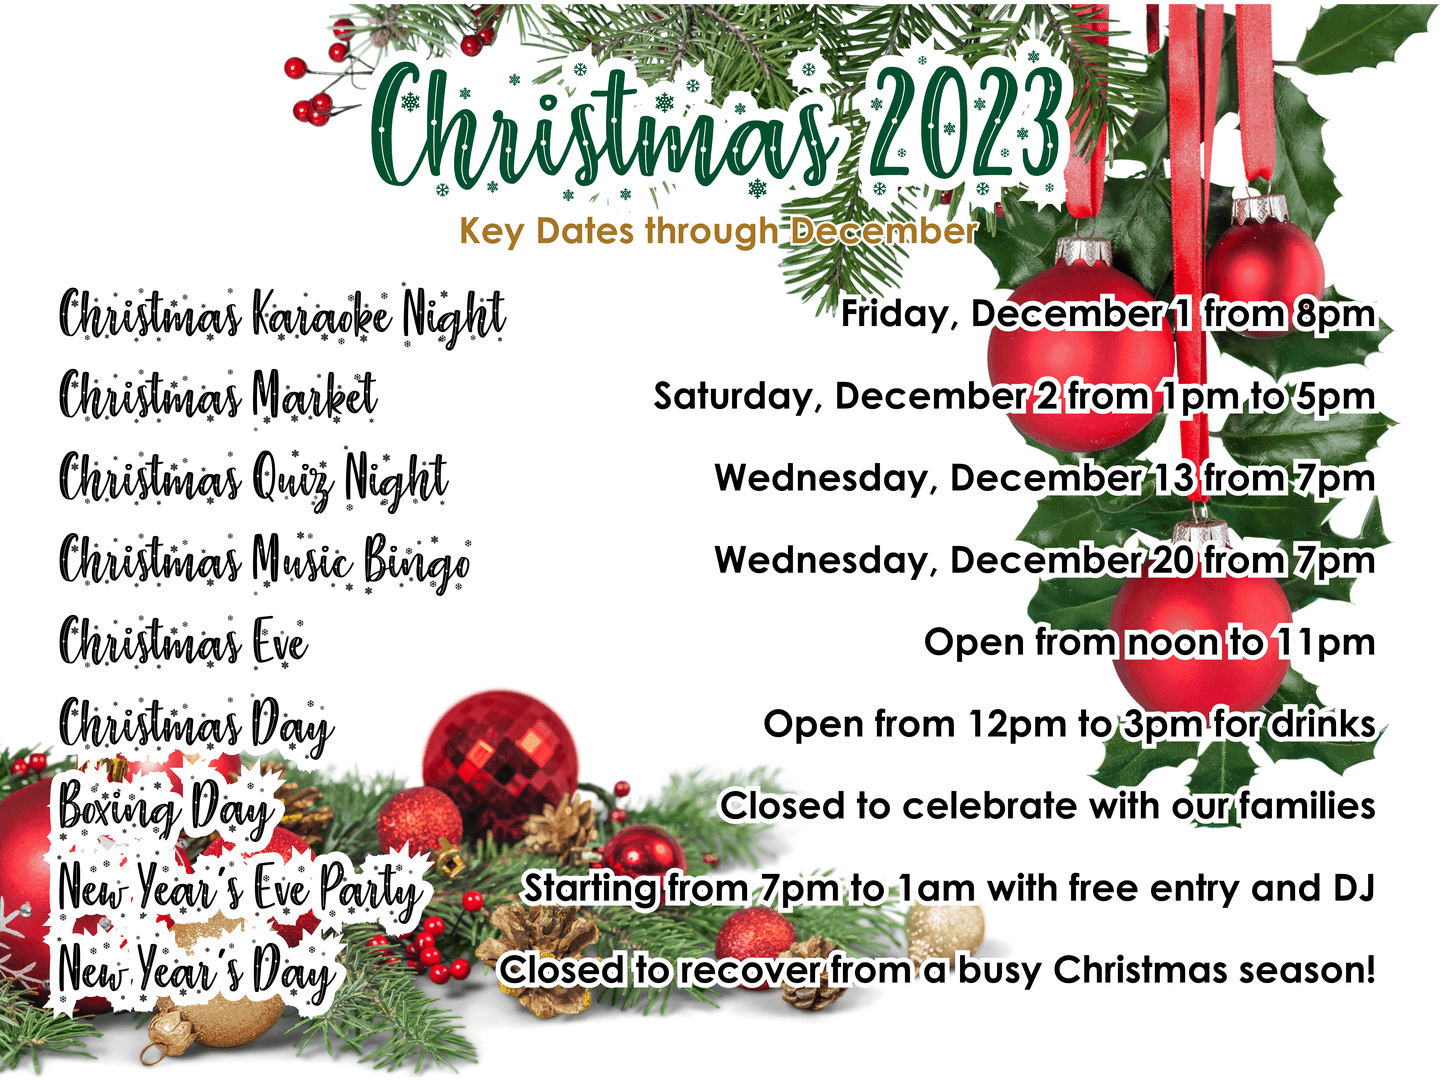 Christmas 2023
Key Dates through December
Christmas Karaoke Night Friday, December 1 from 8pm
Christmas Market Saturday, December 2 from 1pm to 5pm
Christmas Quiz Night Wednesday, December 13 from 7pm
Christmas Music Bingo Wednesday, December 20 from 7pm
Christmas Eve Open from noon to 11pm
Christmas Day Open from 12pm to 3pm for drinks
Boxing Day Closed to celebrate with our families
New Year's Eve Party Starting from 7pm to 1am with free entry and DJ
New Year's Day Closed to recover from a busy Christmas season!